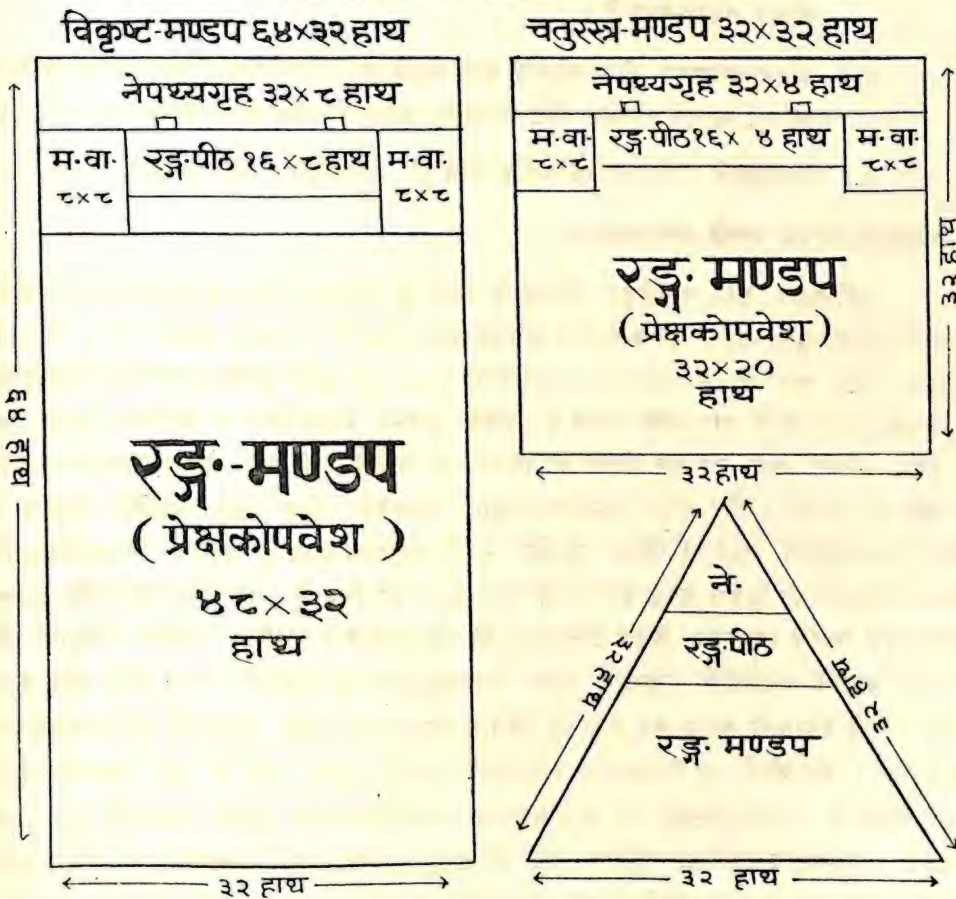 विकृष्ट-मण्डप ६४×३२ हाथ
नेपथ्यगृह ३२×८ हाथ
म·वा·
८×८
रङ्ग·पीठ १६×८ हाथ
म·वा·
८×८
६४ हाथ
रङ्ग·-मण्डप
( प्रेक्षकोपवेश )
४८×३२
हाथ
३२ हाथ
चतुरस्त्र-मण्डप ३२×३२ हाथ
नेपथ्यगृह ३२×४ हाथ
म·वा·
८×८
रङ्ग·पीठ१६× ४ हाथ
म·वा·
८×८
३२ हाथ
रङ्ग· मण्डप
( प्रेक्षकोपवेश )
३२×२०
हाथ
३२ हाथ
ने·
रङ्ग·पीठ
रङ्ग· मण्डप
३२ हाथ
३२ हाथ
३२ हाथ